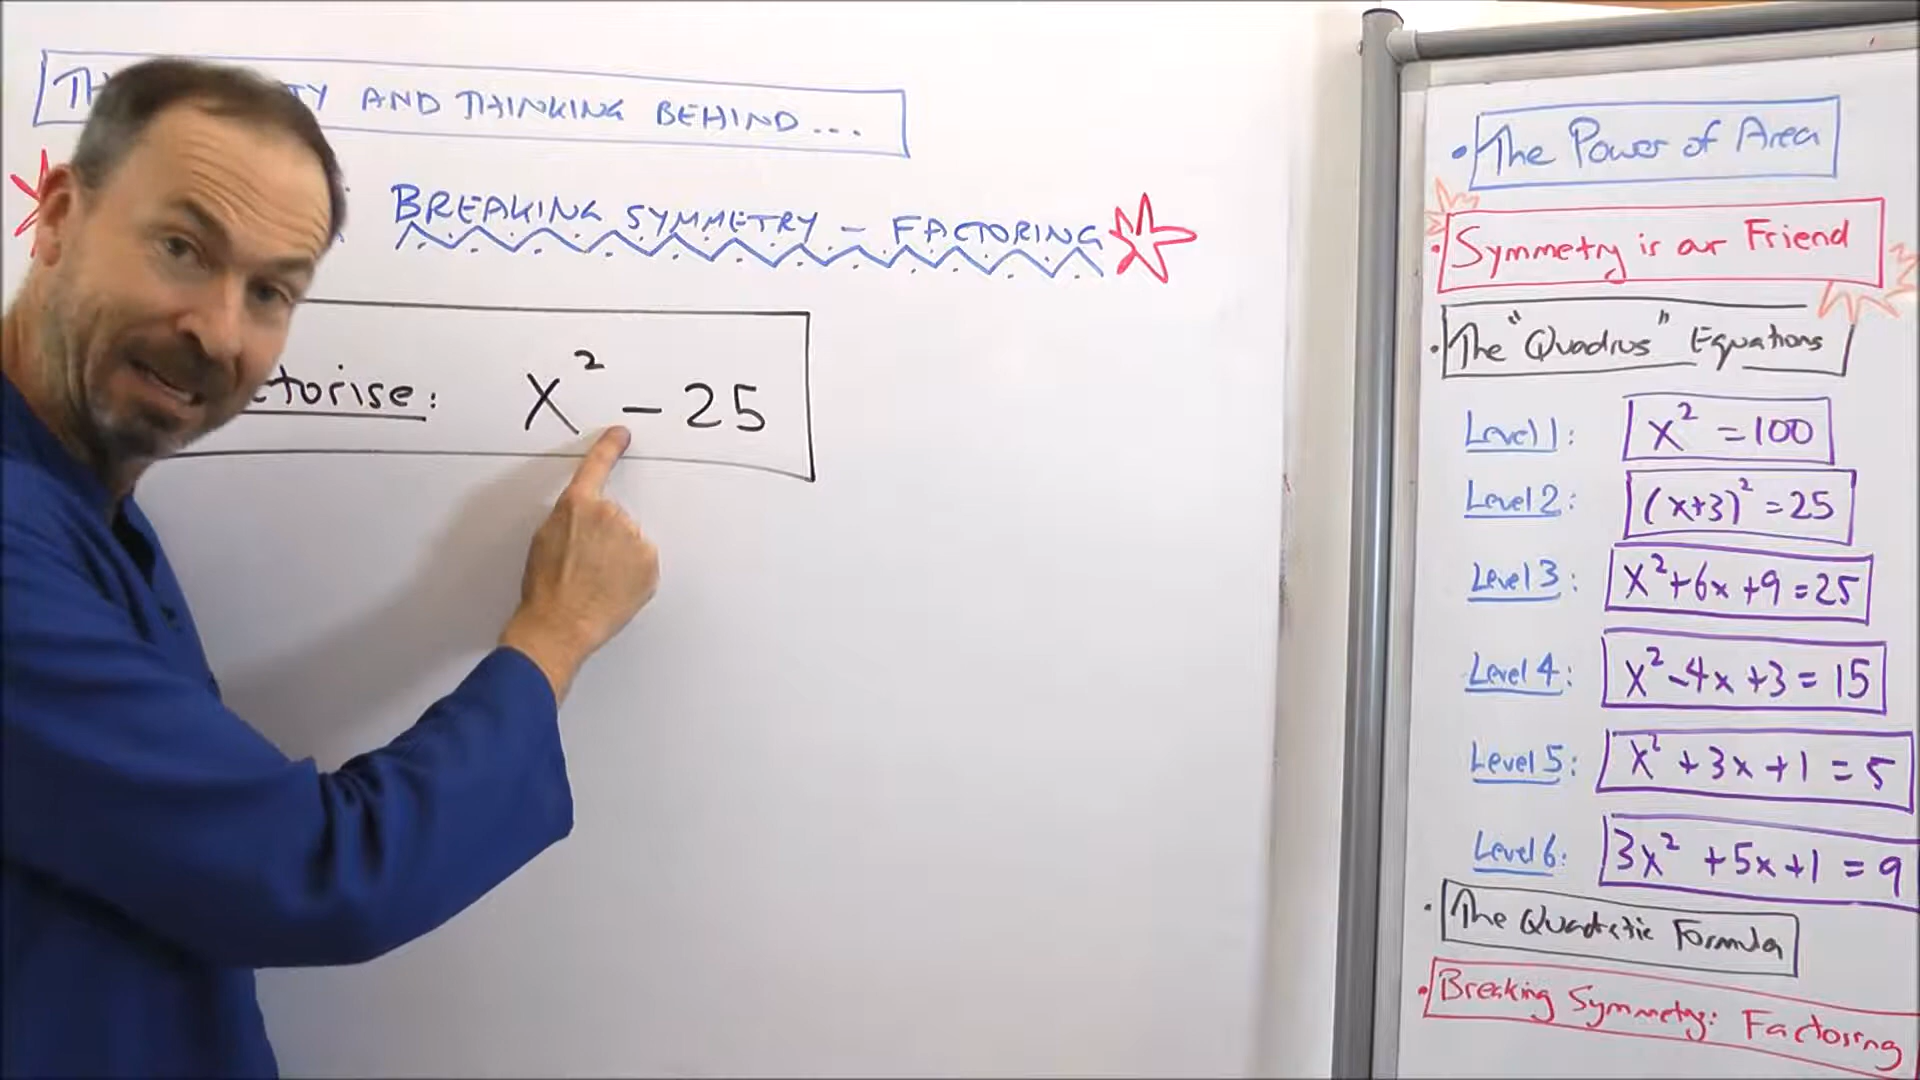 AND THINKING BEHIND...
BREAKING SYMMETRY – FACTORING
ctorise: x² – 25
• The Power of Area
• Symmetry is our Friend
• The "Quadrus" Equations
Level 1: x² = 100
Level 2: (x+3)² = 25
Level 3: x² + 6x + 9 = 25
Level 4: x² – 4x + 3 = 15
Level 5: x² + 3x + 1 = 5
Level 6: 3x² + 5x + 1 = 9
• The Quadratic Formula
• Breaking Symmetry: Factoring